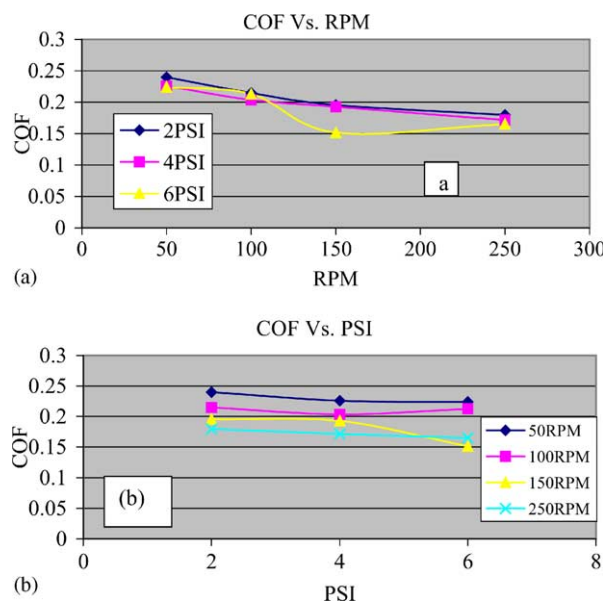 COF Vs. RPM
0.3
0.25
0.2
0.15
0.1
0.05
0
COF
2PSI
4PSI
6PSI
a
0 50 100 150 200 250 300
(a) RPM
COF Vs. PSI
0.3
0.25
0.2
0.15
0.1
0.05
0
COF
50RPM
100RPM
150RPM
250RPM
(b)
0 2 4 6 8
(b) PSI